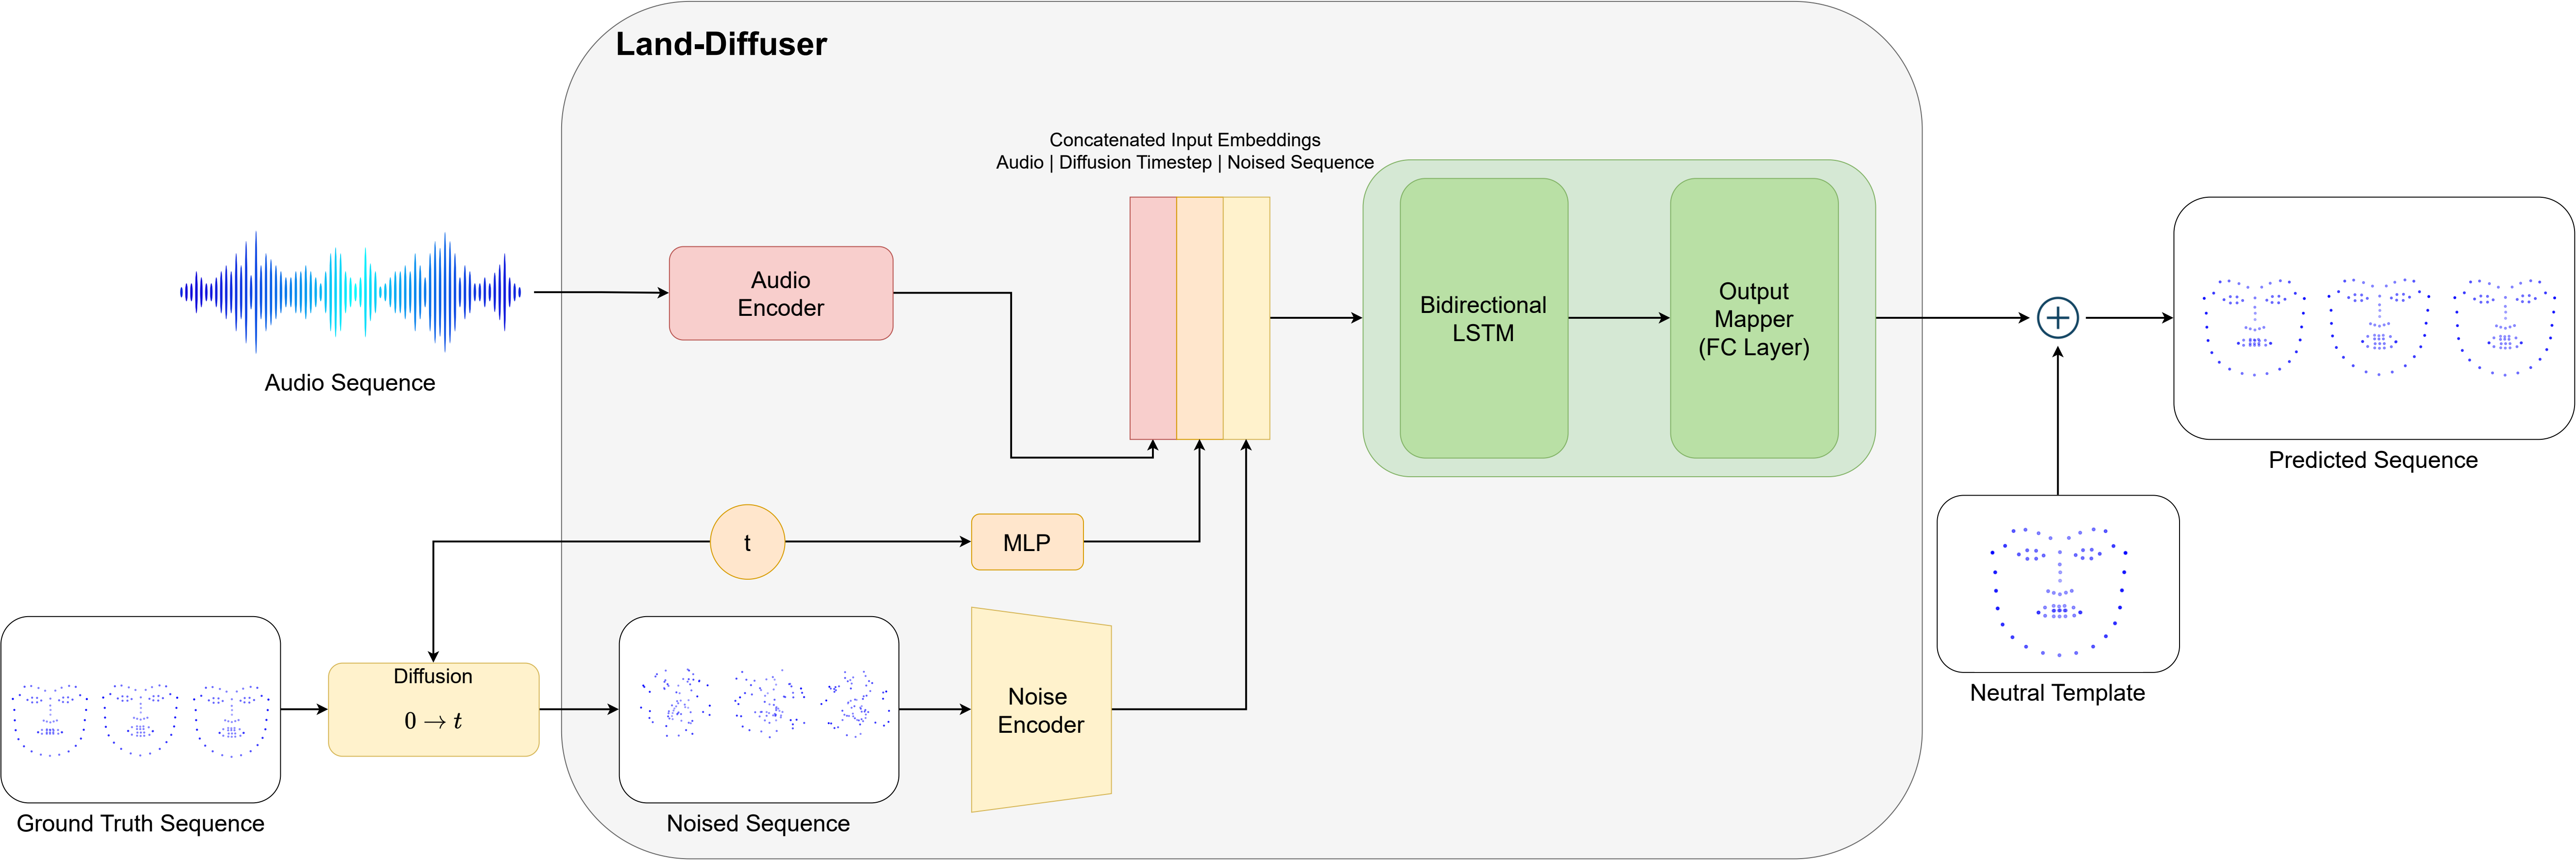 Land-Diffuser
Concatenated Input Embeddings
Audio | Diffusion Timestep | Noised Sequence
Audio
Encoder
Bidirectional
LSTM
Output
Mapper
(FC Layer)
Audio Sequence
Predicted Sequence
t
MLP
Diffusion
0 → t
Noise
Encoder
Neutral Template
Ground Truth Sequence
Noised Sequence